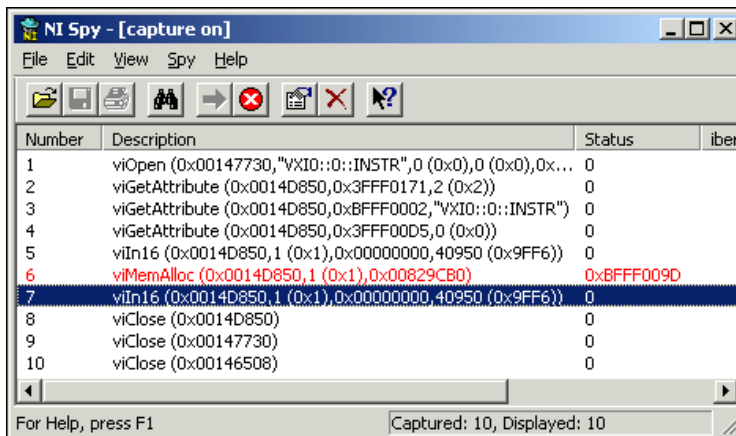 NI Spy - [capture on]
File Edit View Spy Help
Number Description Status iber
1 viOpen (0x00147730,"VXI0::0::INSTR",0 (0x0),0 (0x0),0x... 0
2 viGetAttribute (0x0014D850,0x3FFF0171,2 (0x2)) 0
3 viGetAttribute (0x0014D850,0xBFFF0002,"VXI0::0::INSTR") 0
4 viGetAttribute (0x0014D850,0x3FFF00D5,0 (0x0)) 0
5 viIn16 (0x0014D850,1 (0x1),0x00000000,40950 (0x9FF6)) 0
6 viMemAlloc (0x0014D850,1 (0x1),0x00829CB0) 0xBFFF009D
7 viIn16 (0x0014D850,1 (0x1),0x00000000,40950 (0x9FF6)) 0
8 viClose (0x0014D850) 0
9 viClose (0x00147730) 0
10 viClose (0x00146508) 0
For Help, press F1 Captured: 10, Displayed: 10